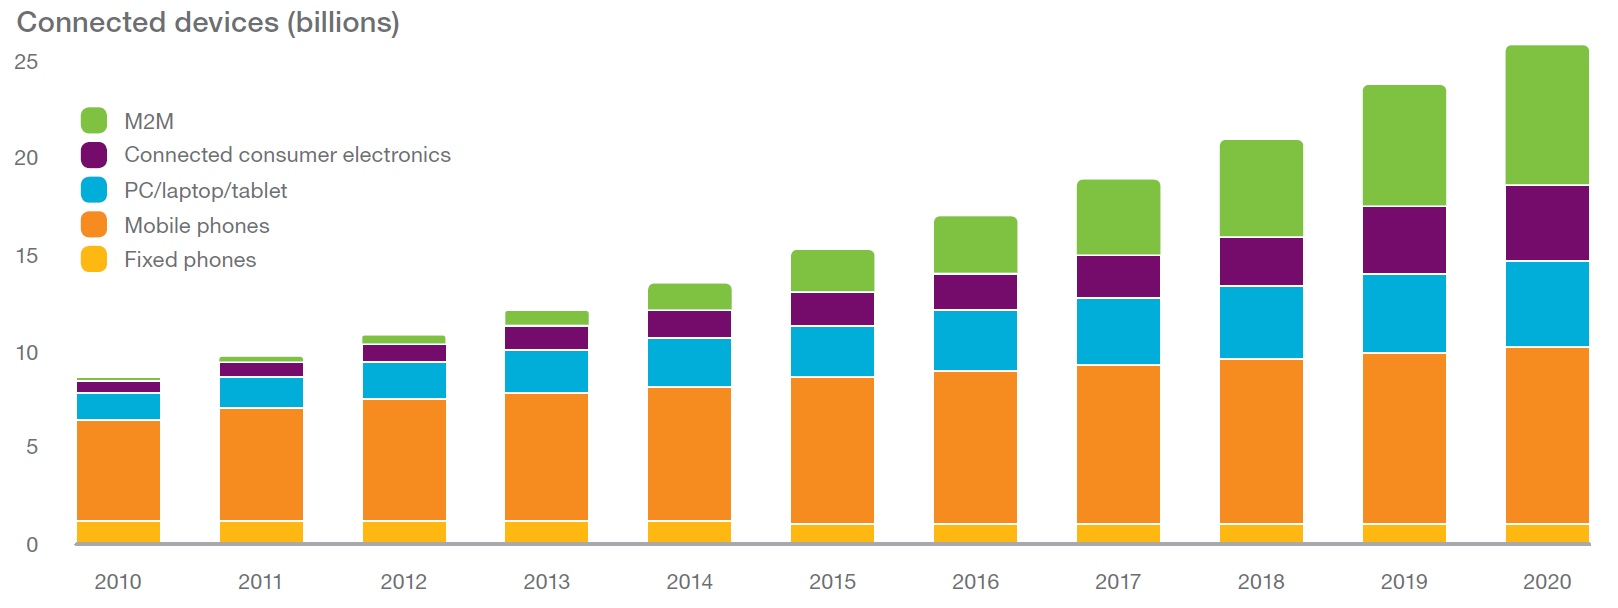 Connected devices (billions)
25
20
15
10
5
0
M2M
Connected consumer electronics
PC/laptop/tablet
Mobile phones
Fixed phones
2010 2011 2012 2013 2014 2015 2016 2017 2018 2019 2020